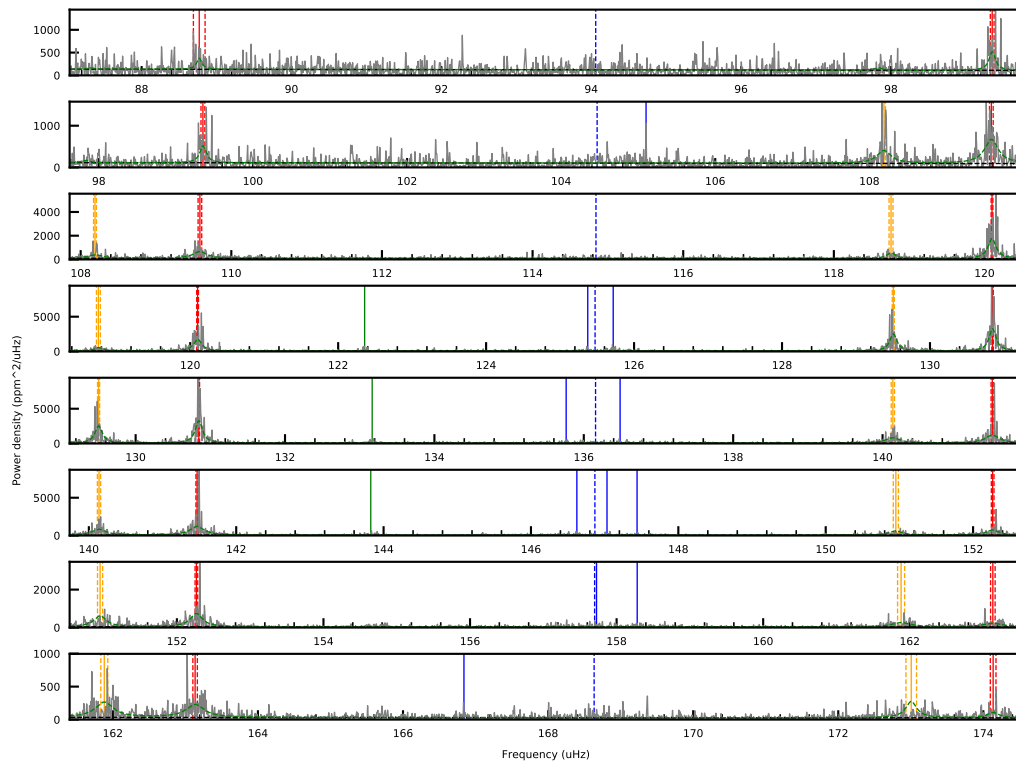 1000
500
0
88 90 92 94 96 98
1000
0
98 100 102 104 106 108
4000
2000
0
108 110 112 114 116 118 120
5000
0
120 122 124 126 128 130
Power density (ppm^2/uHz)
5000
0
130 132 134 136 138 140
5000
0
140 142 144 146 148 150 152
2000
0
152 154 156 158 160 162
1000
500
0
162 164 166 168 170 172 174
Frequency (uHz)